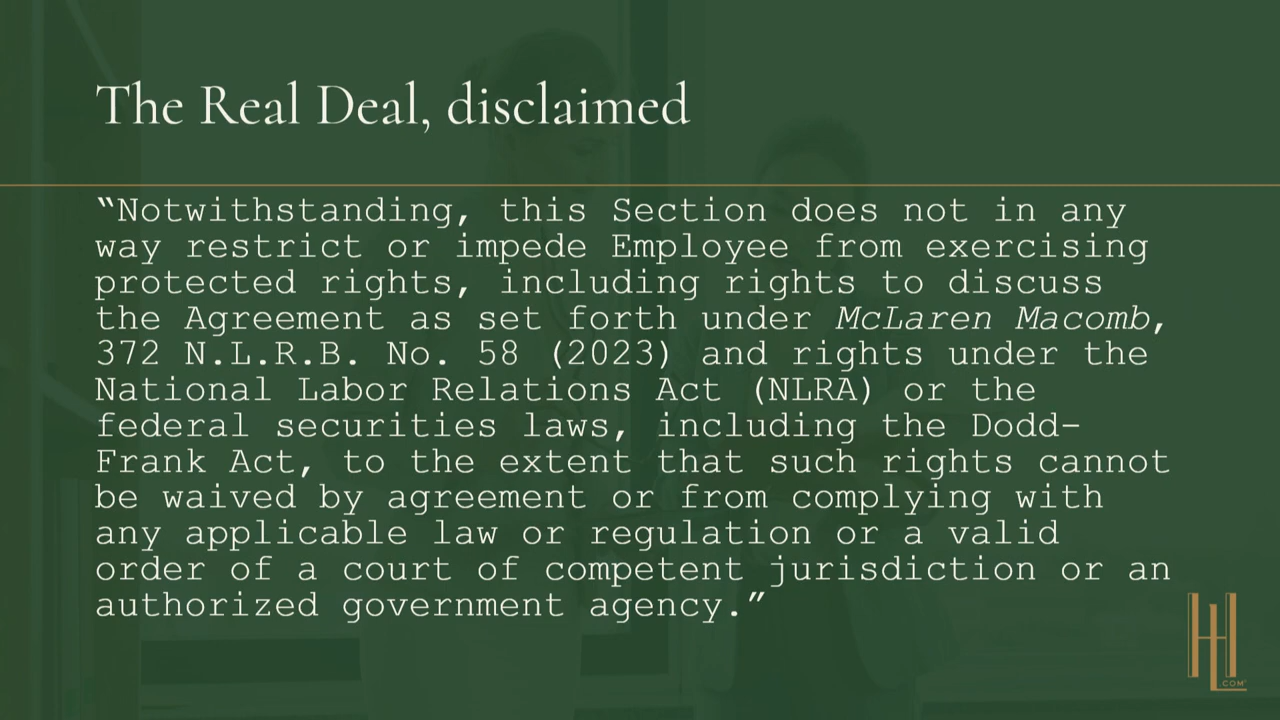 The Real Deal, disclaimed
“Notwithstanding, this Section does not in any
way restrict or impede Employee from exercising
protected rights, including rights to discuss
the Agreement as set forth under McLaren Macomb,
372 N.L.R.B. No. 58 (2023) and rights under the
National Labor Relations Act (NLRA) or the
federal securities laws, including the Dodd–
Frank Act, to the extent that such rights cannot
be waived by agreement or from complying with
any applicable law or regulation or a valid
order of a court of competent jurisdiction or an
authorized government agency.”
HL
.COM